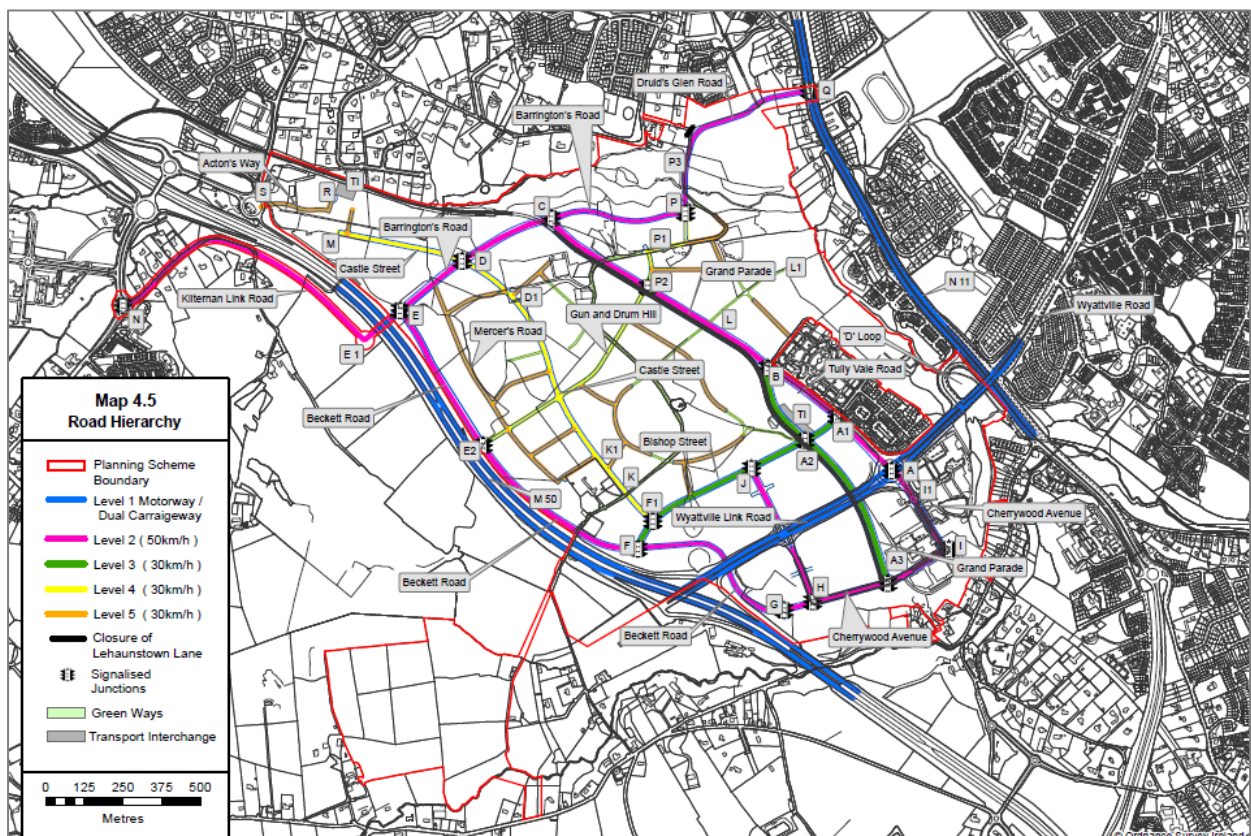 Druid's Glen Road
Q
Barrington's Road
Acton's Way
TI
S
R
P3
C
P
Barrington's Road
M
P1
D
Castle Street
Grand Parade
L1
P2
N 11
Kilternan Link Road
D1
Wyattville Road
E
N
Gun and Drum Hill
L
Mercer's Road
'D' Loop
E 1
Tully Vale Road
Castle Street
B
Map 4.5
Road Hierarchy
Beckett Road
TI
A1
Bishop Street
E2
K1
A2
Planning Scheme
Boundary
J
A
K
I1
Level 1 Motorway /
Dual Carraigeway
M 50
F1
Wyattville Link Road
Cherrywood Avenue
Level 2 ( 50km/h )
F
I
Level 3 ( 30km/h )
A3
Grand Parade
Beckett Road
H
Level 4 ( 30km/h )
G
Level 5 ( 30km/h )
Beckett Road
Cherrywood Avenue
Closure of
Lehaunstown Lane
Signalised
Junctions
Green Ways
Transport Interchange
0 125 250 375 500
Metres
© Ordnance Survey Ireland